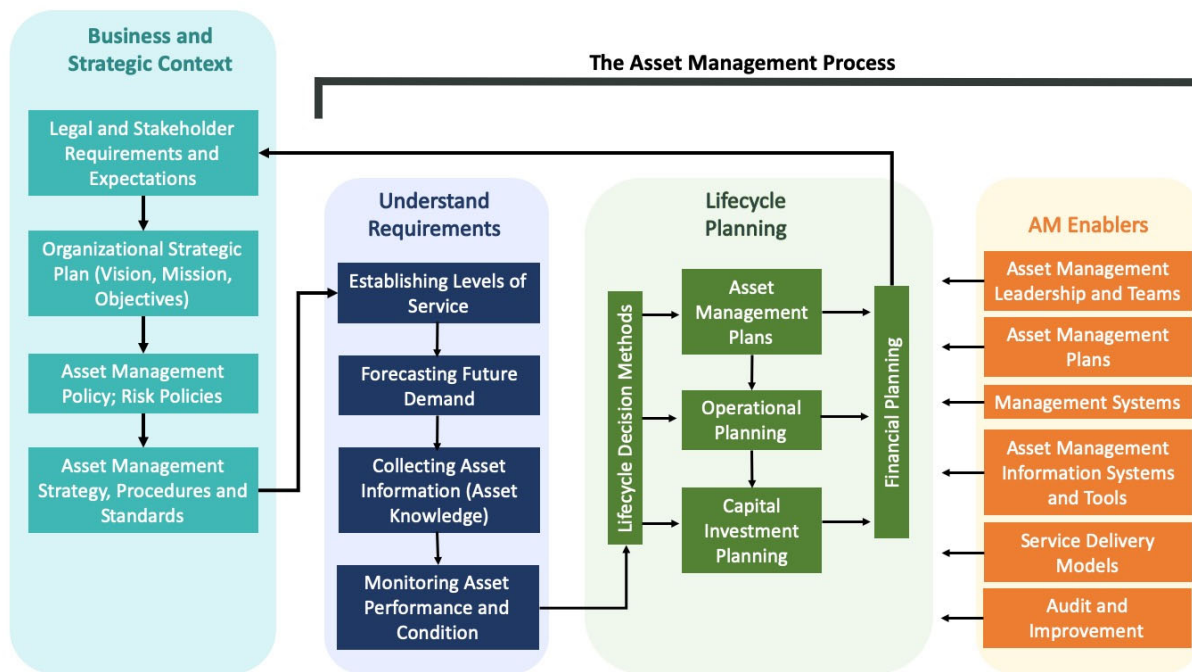 Business and
Strategic Context
The Asset Management Process
Legal and Stakeholder
Requirements and
Expectations
Organizational Strategic
Plan (Vision, Mission,
Objectives)
Asset Management
Policy; Risk Policies
Asset Management
Strategy, Procedures and
Standards
Understand
Requirements
Establishing Levels of
Service
Forecasting Future
Demand
Collecting Asset
Information (Asset
Knowledge)
Monitoring Asset
Performance and
Condition
Lifecycle
Planning
Lifecycle Decision Methods
Asset
Management
Plans
Operational
Planning
Capital
Investment
Planning
Financial Planning
AM Enablers
Asset Management
Leadership and Teams
Asset Management
Plans
Management Systems
Asset Management
Information Systems
and Tools
Service Delivery
Models
Audit and
Improvement